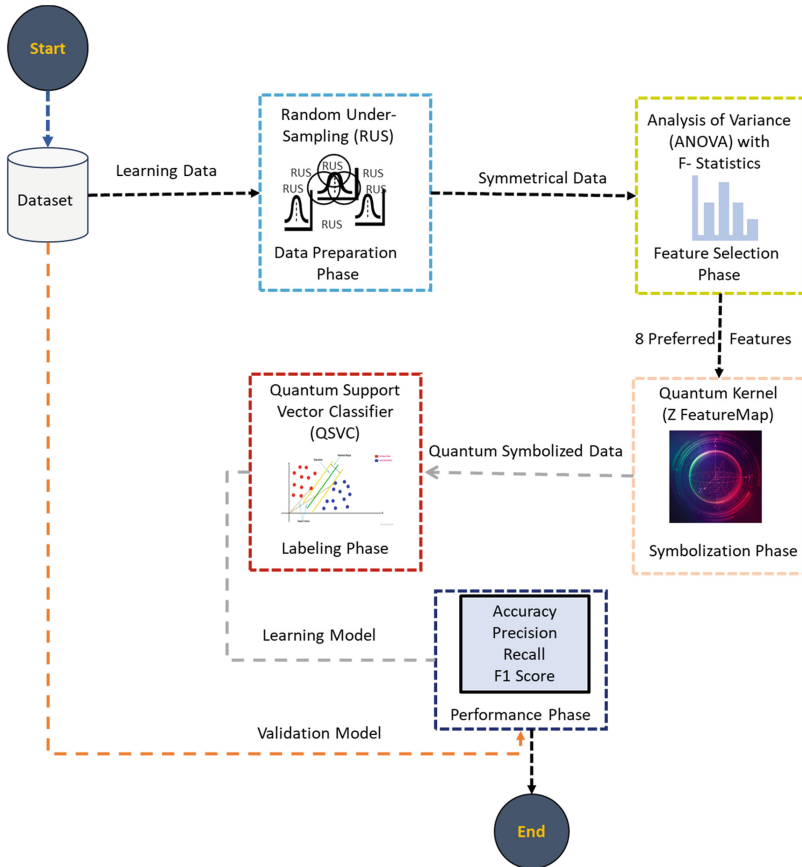 Start
Dataset
Learning Data
Random Under-
Sampling (RUS)
RUS
RUS
RUS
RUS
RUS
RUS
Data Preparation
Phase
Symmetrical Data
Analysis of Variance
(ANOVA) with
F- Statistics
Feature Selection
Phase
8 Preferred Features
Quantum Kernel
(Z FeatureMap)
Symbolization Phase
Quantum Symbolized Data
Quantum Support
Vector Classifier
(QSVC)
Labeling Phase
Learning Model
Accuracy
Precision
Recall
F1 Score
Performance Phase
Validation Model
End